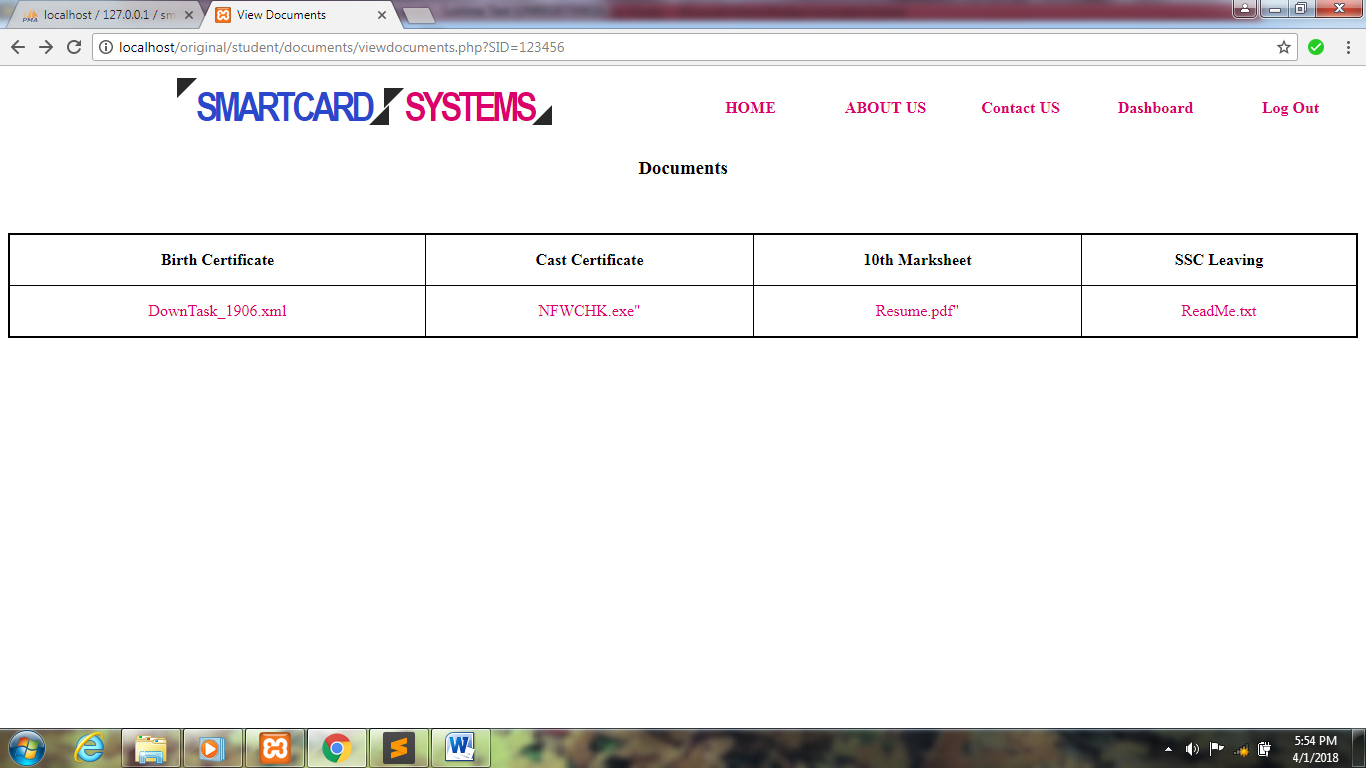 localhost / 127.0.0.1 / sm
View Documents
localhost/original/student/documents/viewdocuments.php?SID=123456
SMARTCARD SYSTEMS
HOME ABOUT US Contact US Dashboard Log Out
Documents
Birth Certificate Cast Certificate 10th Marksheet SSC Leaving
DownTask_1906.xml NFWCHK.exe" Resume.pdf" ReadMe.txt
5:54 PM
4/1/2018